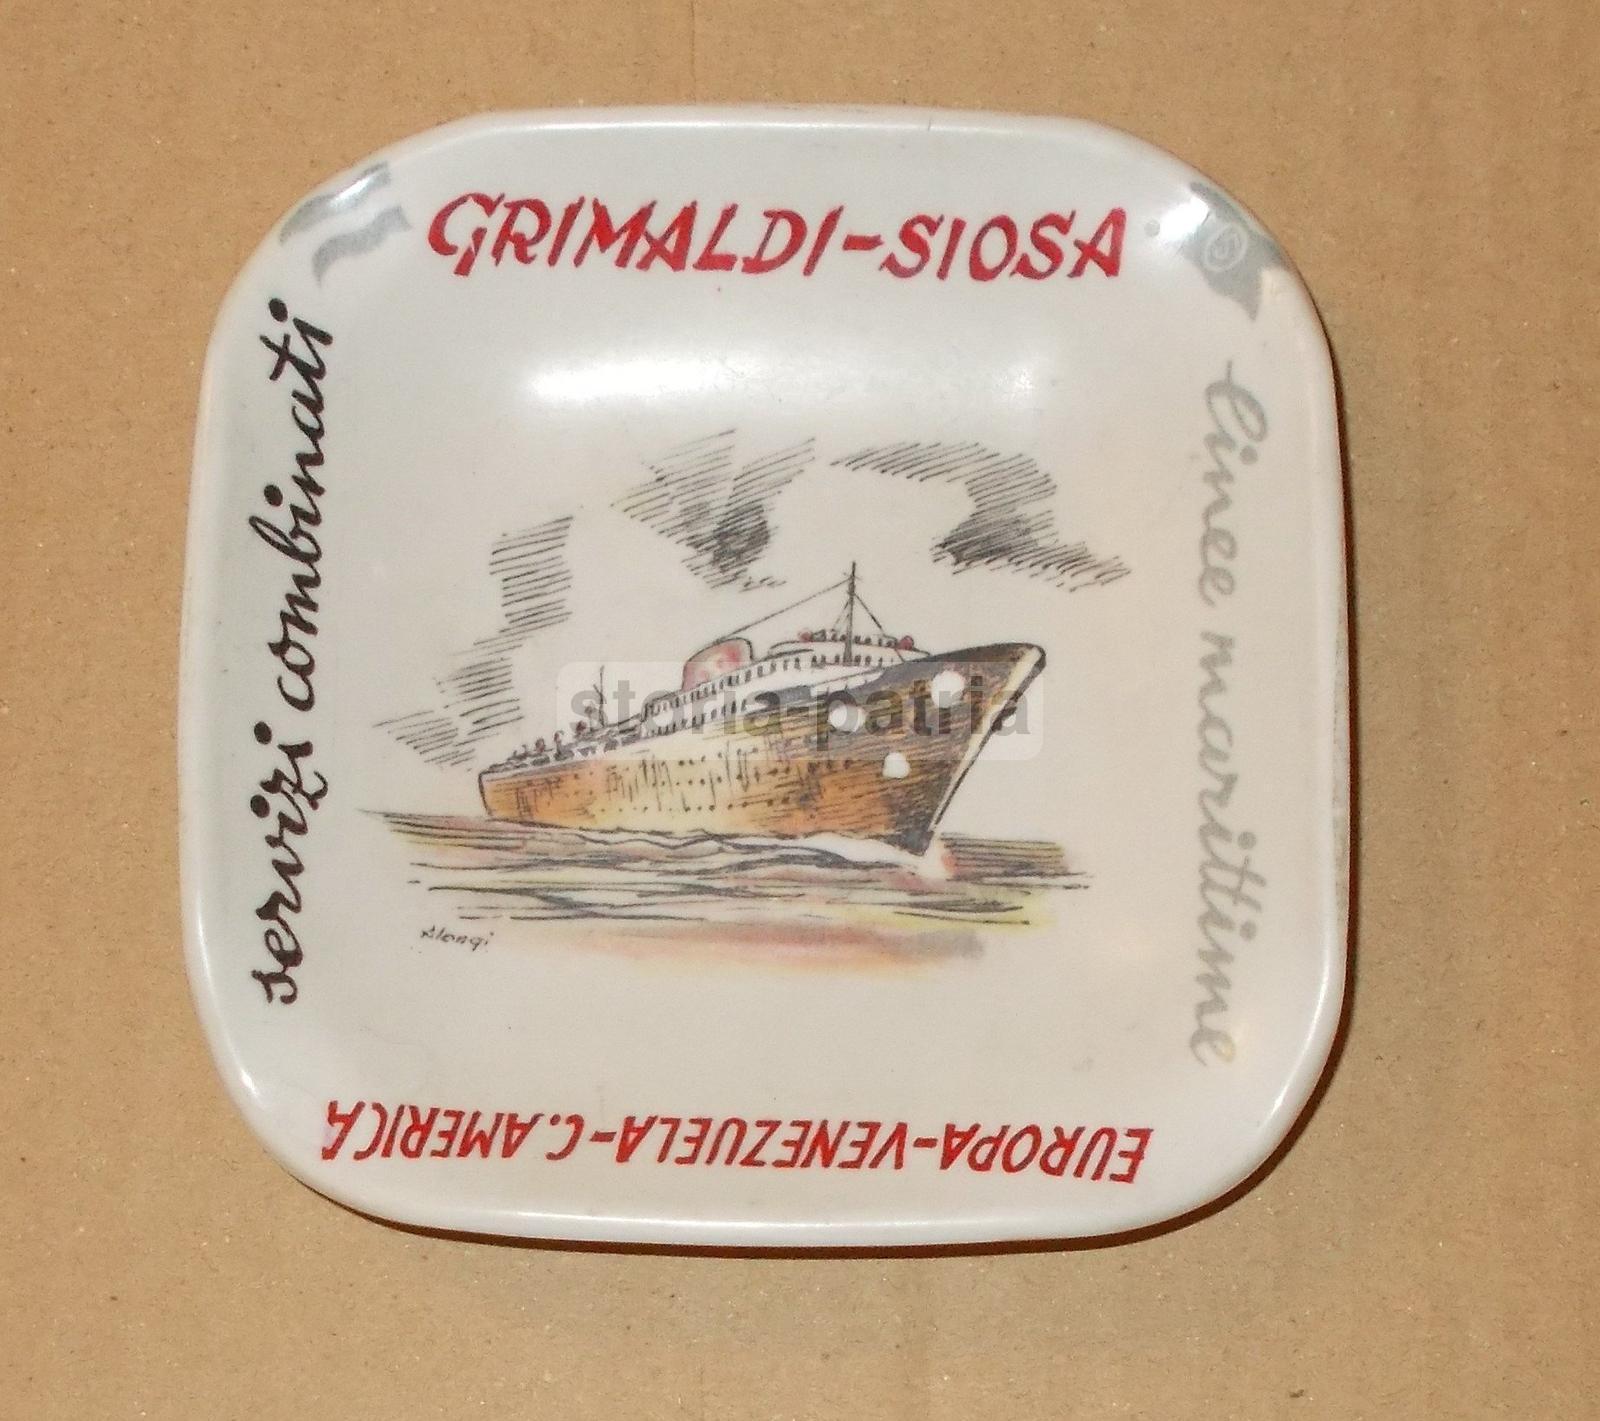 GRIMALDI-SIOSA
linee marittime
EUROPA-VENEZUELA-C.AMERICA
servizi combinati
storia-patria